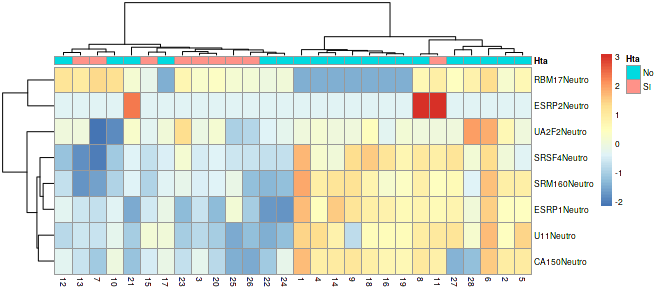 Hta
RBM17Neutro
ESRP2Neutro
UA2F2Neutro
SRSF4Neutro
SRM160Neutro
ESRP1Neutro
U11Neutro
CA150Neutro
12 13 7 10 21 15 17 23 3 20 25 26 22 24 1 4 14 9 18 16 19 8 11 27 28 6 2 5
3
2
1
0
-1
-2
Hta
No
Si